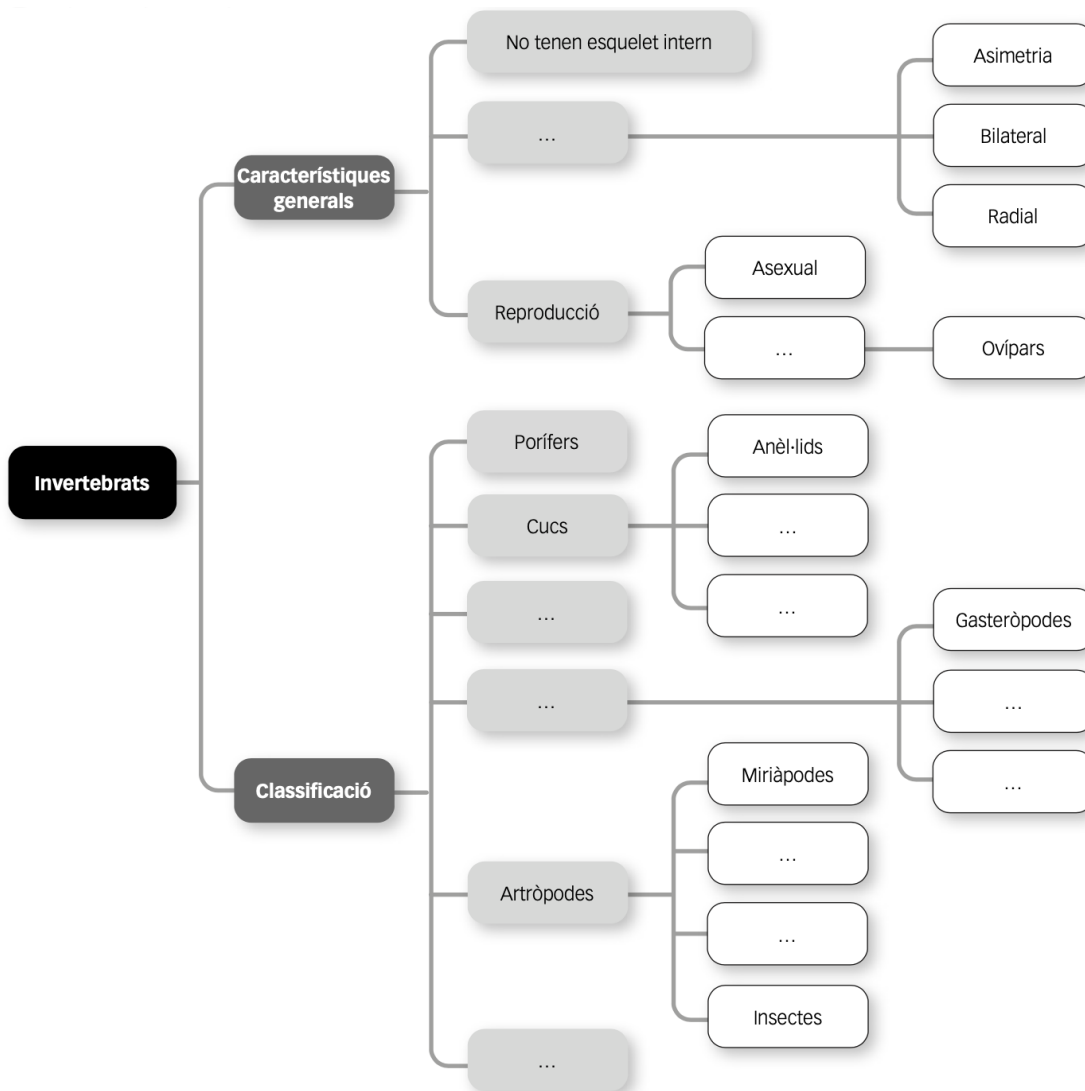 No tenen esquelet intern
Asimetria
…
Bilateral
Característiques
generals
Radial
Asexual
Reproducció
…
Ovípars
Porífers
Anèl·lids
Invertebrats
Cucs
…
…
…
Gasteròpodes
…
…
…
Miriàpodes
Classificació
…
Artròpodes
…
Insectes
…